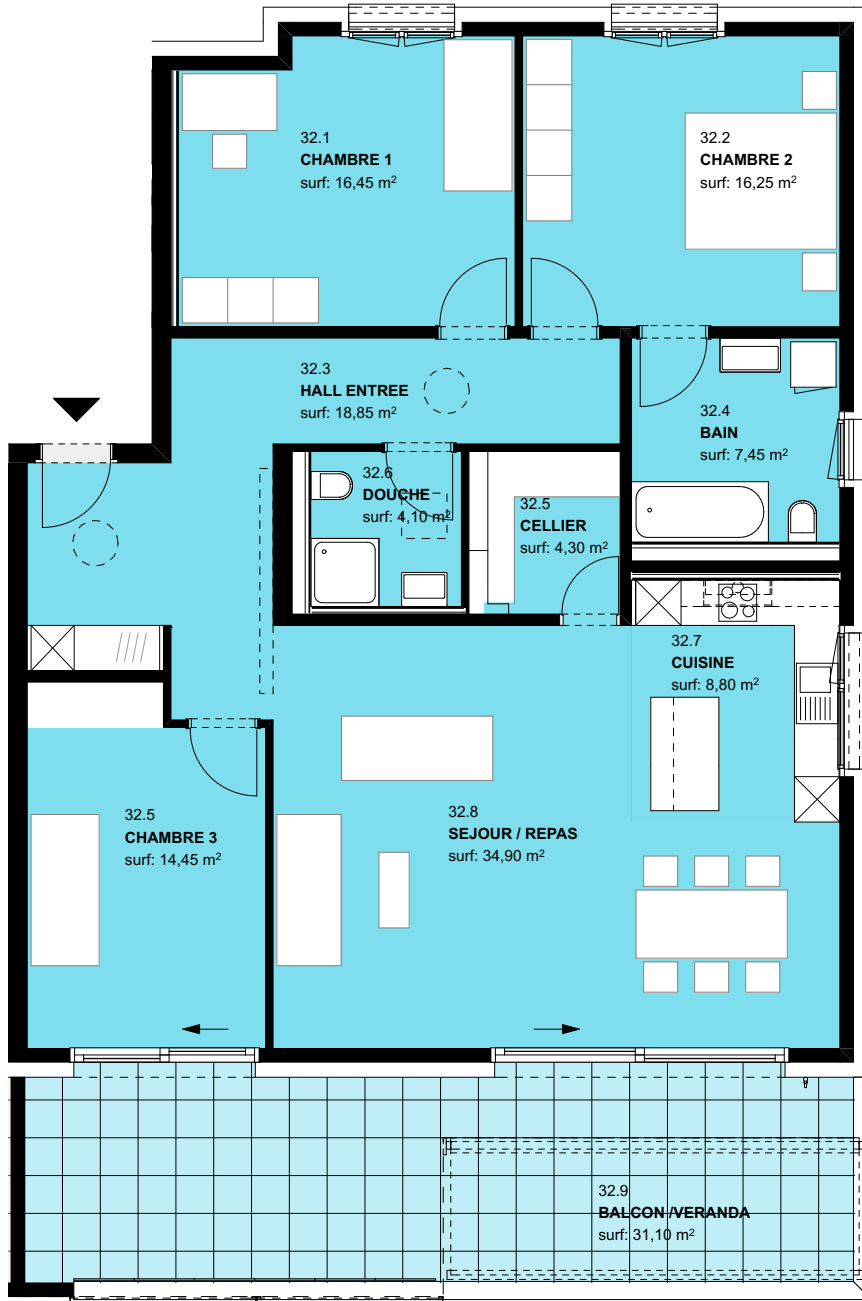 32.1
CHAMBRE 1
surf: 16,45 m²
32.2
CHAMBRE 2
surf: 16,25 m²
32.3
HALL ENTREE
surf: 18,85 m²
32.4
BAIN
surf: 7,45 m²
32.6
DOUCHE
surf: 4,10 m²
32.5
CELLIER
surf: 4,30 m²
32.7
CUISINE
surf: 8,80 m²
32.5
CHAMBRE 3
surf: 14,45 m²
32.8
SEJOUR / REPAS
surf: 34,90 m²
32.9
BALCON /VERANDA
surf: 31,10 m²